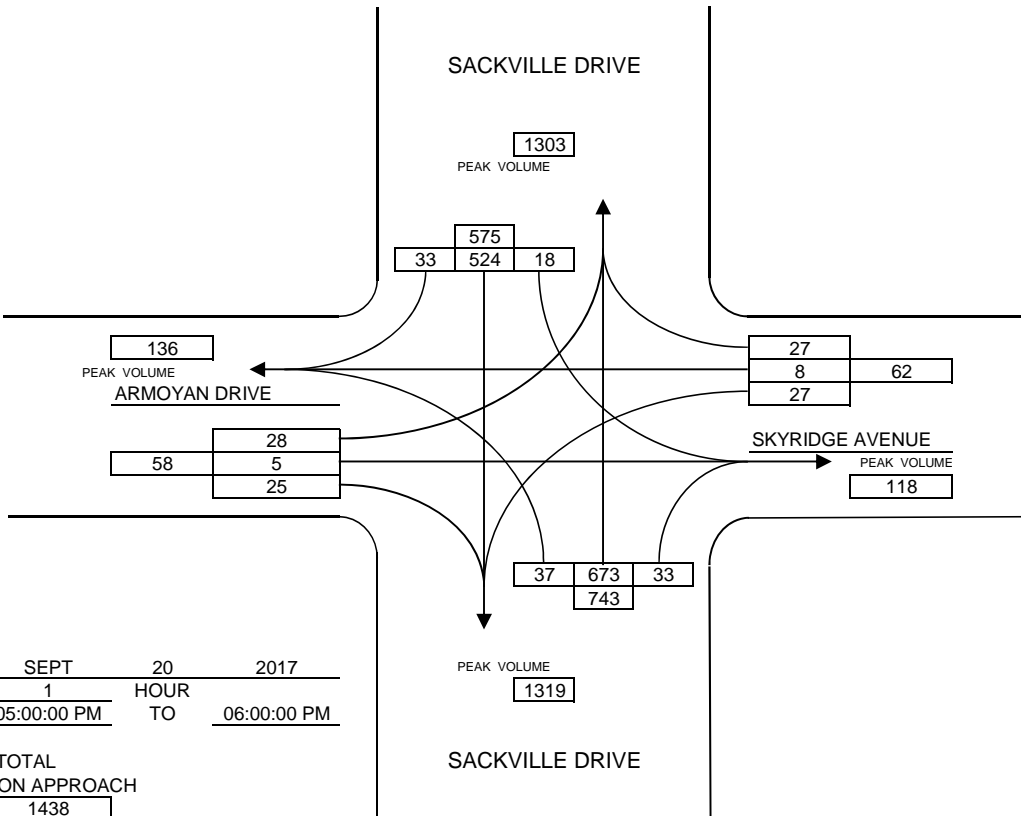 SACKVILLE DRIVE
1303
PEAK VOLUME
575
33 524 18
136
PEAK VOLUME
ARMOYAN DRIVE
27
8 62
27
28
58 5
25
SKYRIDGE AVENUE
PEAK VOLUME
118
37 673 33
743
PEAK VOLUME
1319
SEPT 20 2017
1 HOUR
05:00:00 PM TO 06:00:00 PM
SACKVILLE DRIVE
TOTAL
ON APPROACH
1438